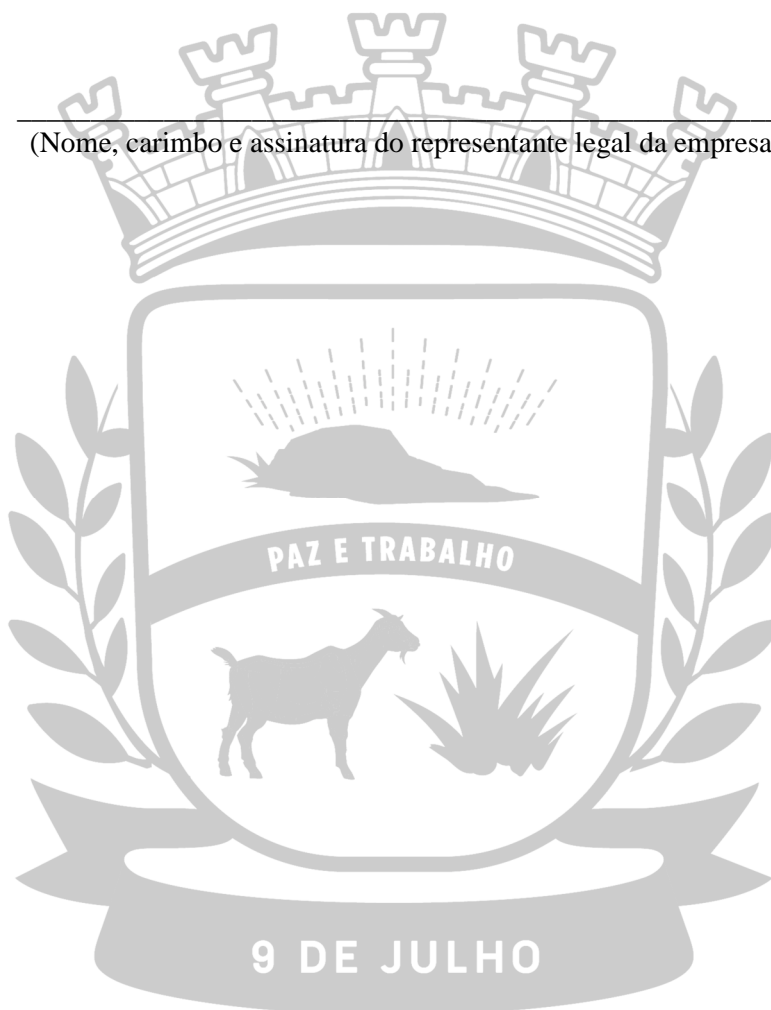 (Nome, carimbo e assinatura do representante legal da empresa
PAZ E TRABALHO
9 DE JULHO